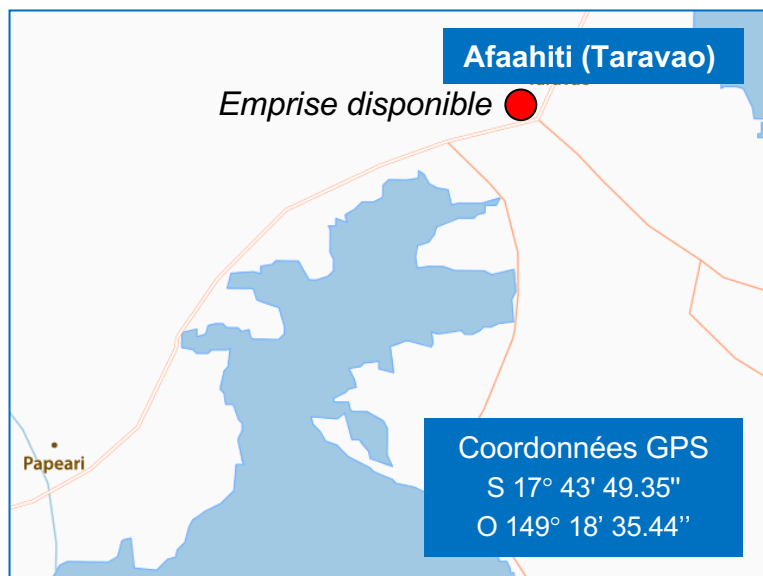 Afaahiti (Taravao)
Emprise disponible
Papeari
Coordonnées GPS
S 17° 43' 49.35"
O 149° 18’ 35.44’’